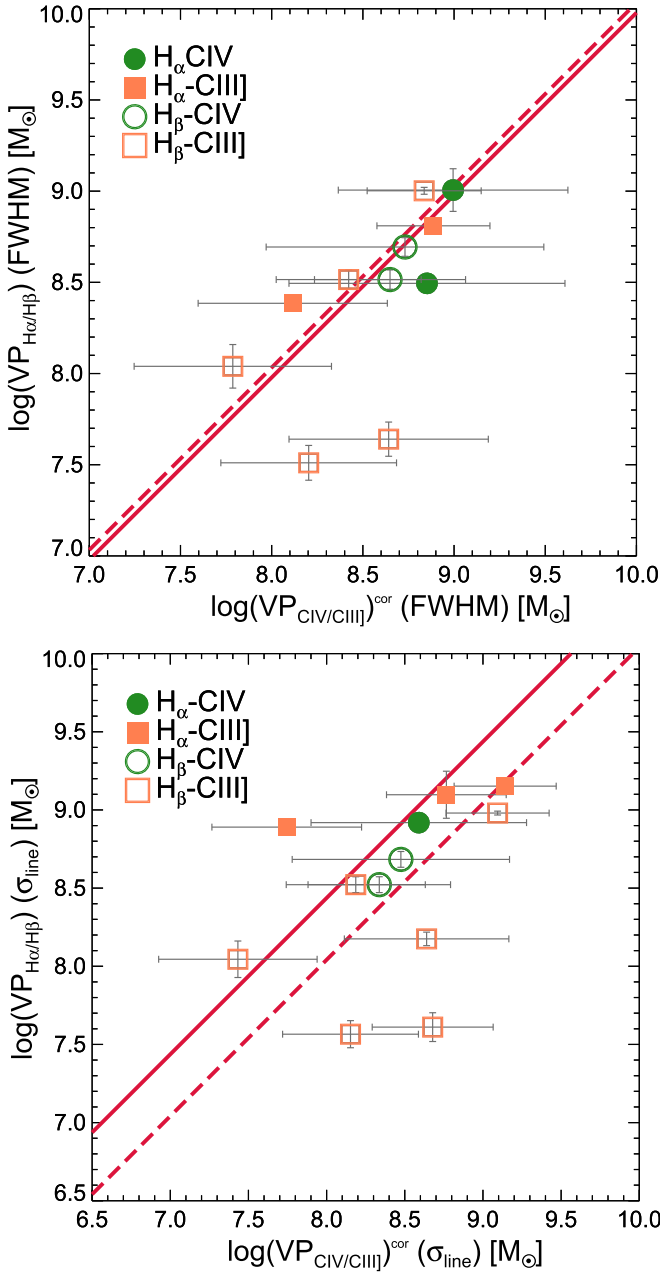 10.0
9.5
9.0
8.5
8.0
7.5
7.0
log(VP_Hα/Hβ) (FWHM) [M⊙]
HαCIV
Hα-CIII]
Hβ-CIV
Hβ-CIII]
7.0 7.5 8.0 8.5 9.0 9.5 10.0
log(VP_CIV/CIII])^cor (FWHM) [M⊙]
10.0
9.5
9.0
8.5
8.0
7.5
7.0
6.5
log(VP_Hα/Hβ) (σ_line) [M⊙]
Hα-CIV
Hα-CIII]
Hβ-CIV
Hβ-CIII]
6.5 7.0 7.5 8.0 8.5 9.0 9.5 10.0
log(VP_CIV/CIII])^cor (σ_line) [M⊙]